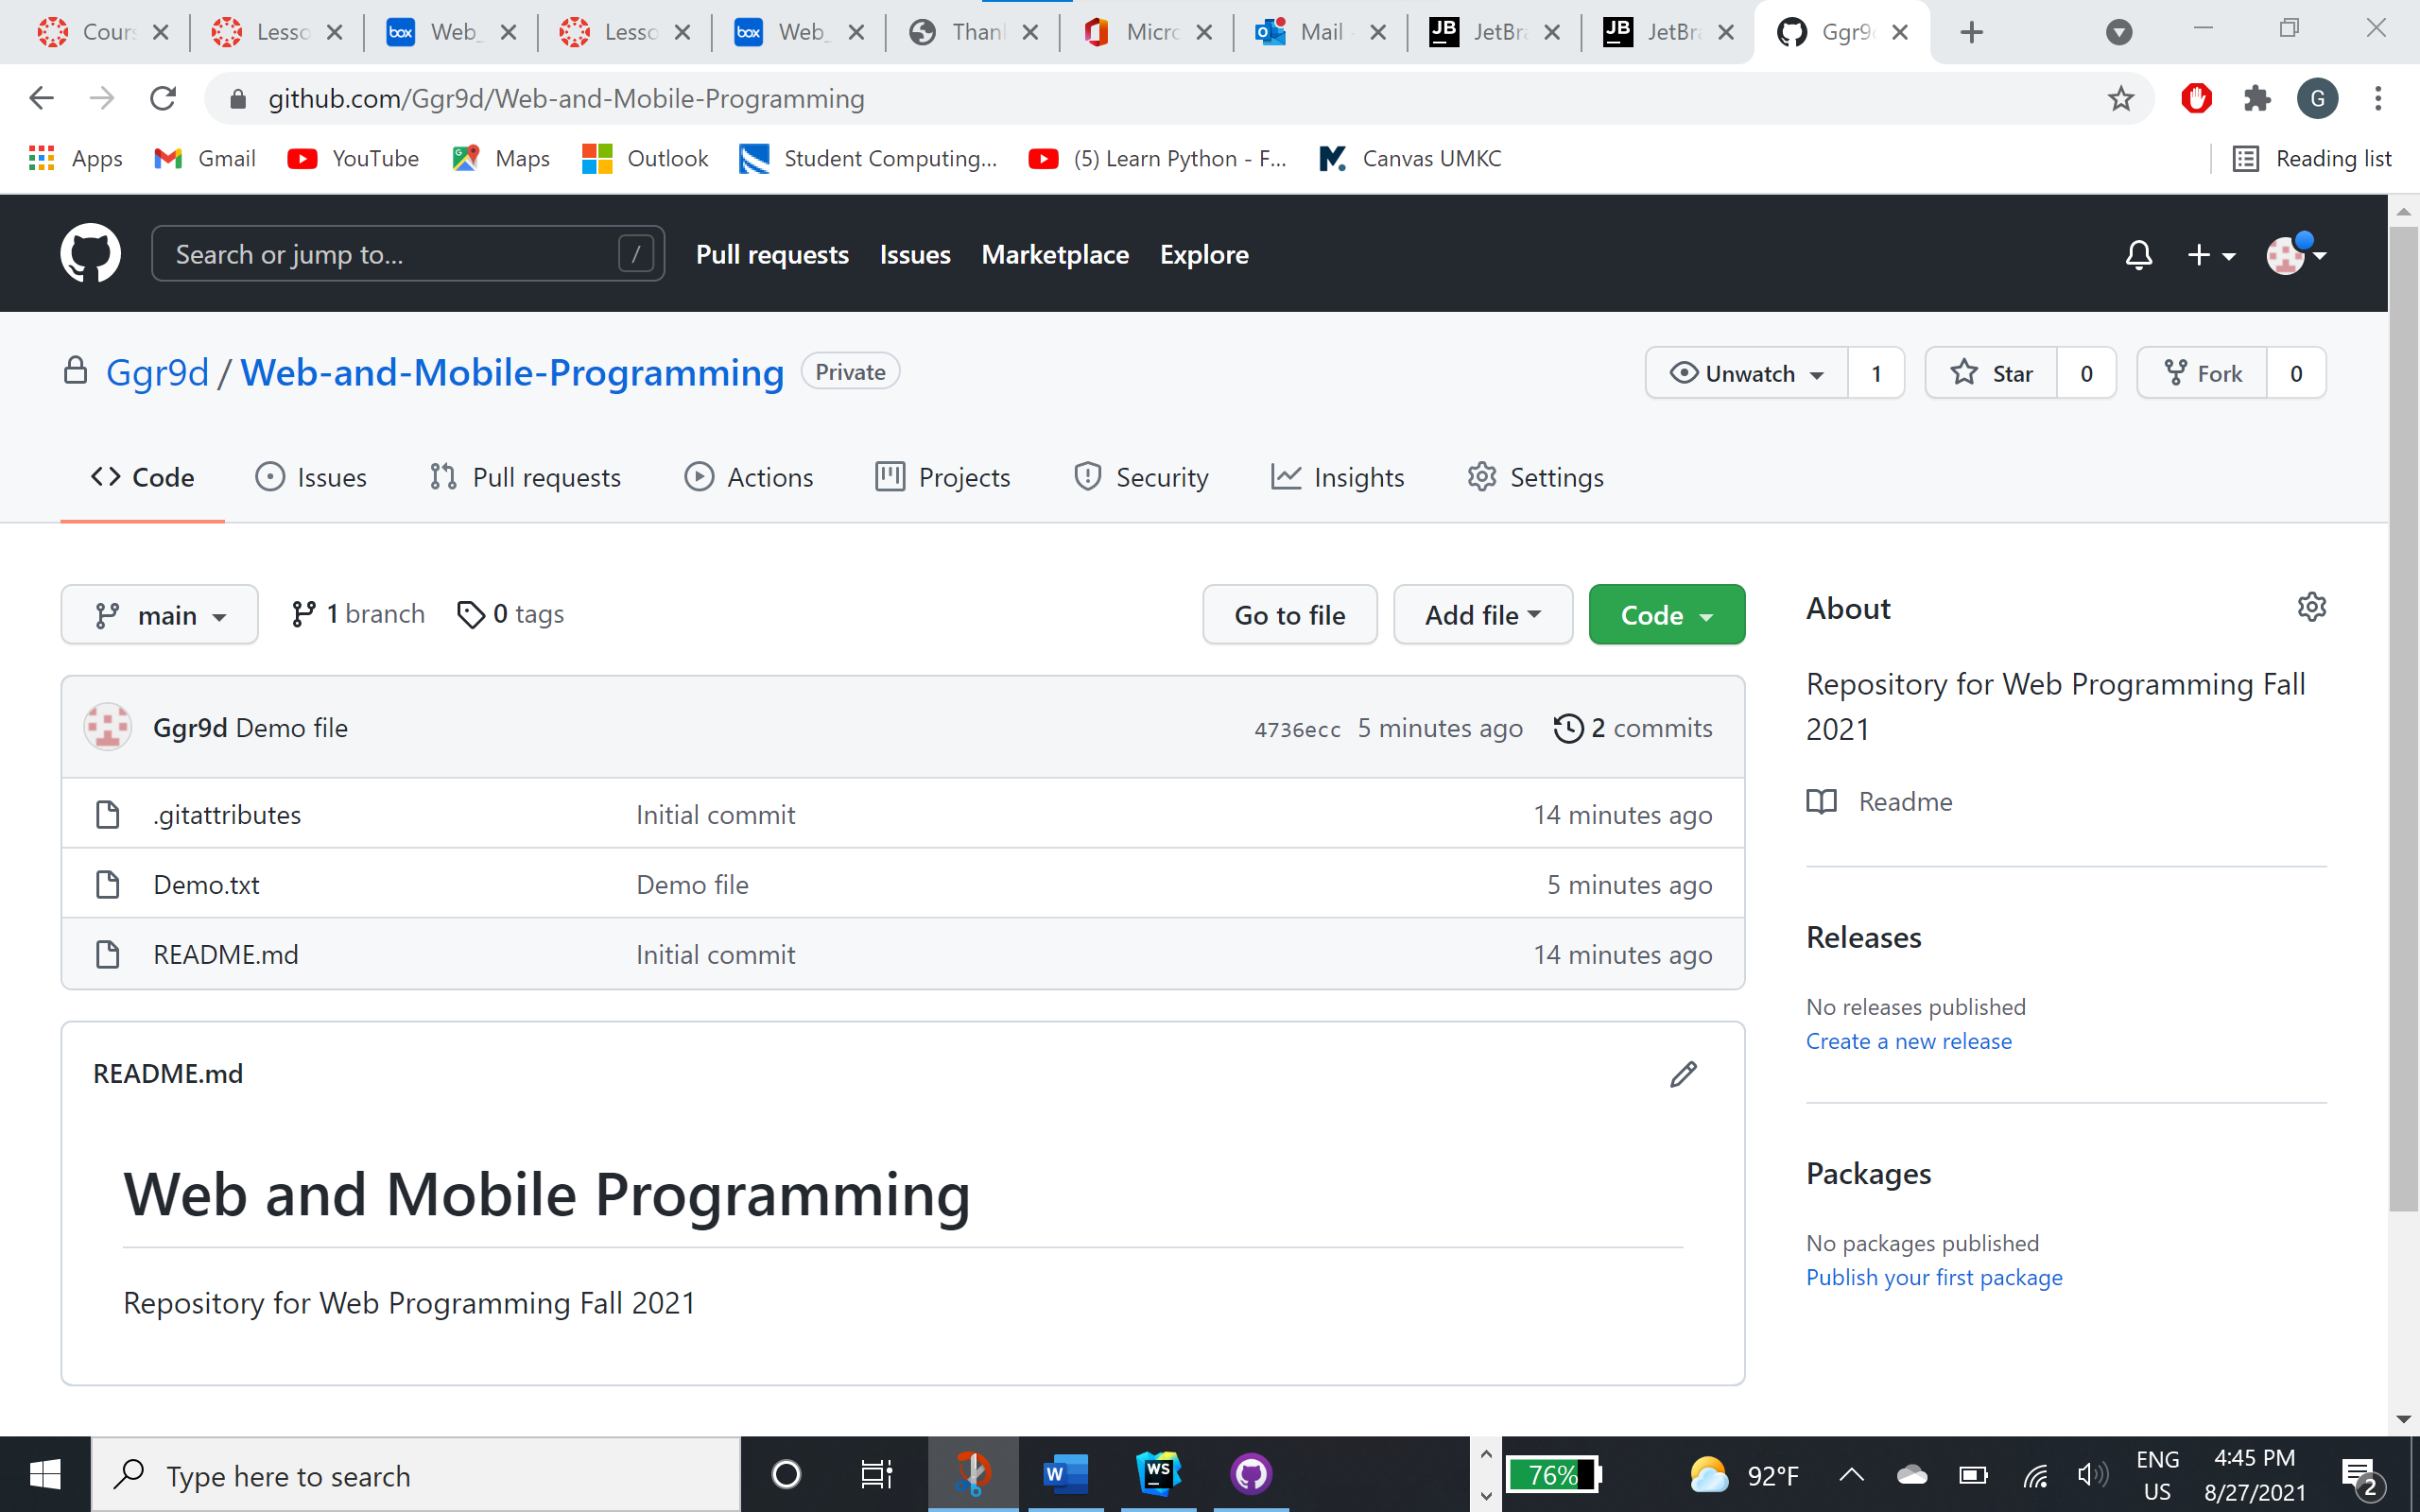 Cours Lesso Web_ Lesso Web_ Than Micro Mail - JetBra JetBra Ggr9d
github.com/Ggr9d/Web-and-Mobile-Programming
Apps Gmail YouTube Maps Outlook Student Computing... (5) Learn Python - F... Canvas UMKC Reading list
Search or jump to... / Pull requests Issues Marketplace Explore
Ggr9d / Web-and-Mobile-Programming Private Unwatch 1 Star 0 Fork 0
Code Issues Pull requests Actions Projects Security Insights Settings
main 1 branch 0 tags Go to file Add file Code
Ggr9d Demo file 4736ecc 5 minutes ago 2 commits
.gitattributes Initial commit 14 minutes ago
Demo.txt Demo file 5 minutes ago
README.md Initial commit 14 minutes ago
README.md
Web and Mobile Programming
Repository for Web Programming Fall 2021
About
Repository for Web Programming Fall
2021
Readme
Releases
No releases published
Create a new release
Packages
No packages published
Publish your first package
Type here to search 76% 92°F ENG 4:45 PM
US 8/27/2021 2